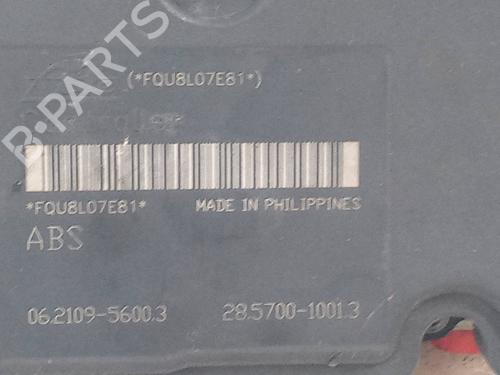 (*FQU8L07E81*)
*FQU8L07E81*
MADE IN PHILIPPINES
ABS
06.2109-5600.3
28.5700-1001.3
B-PARTS